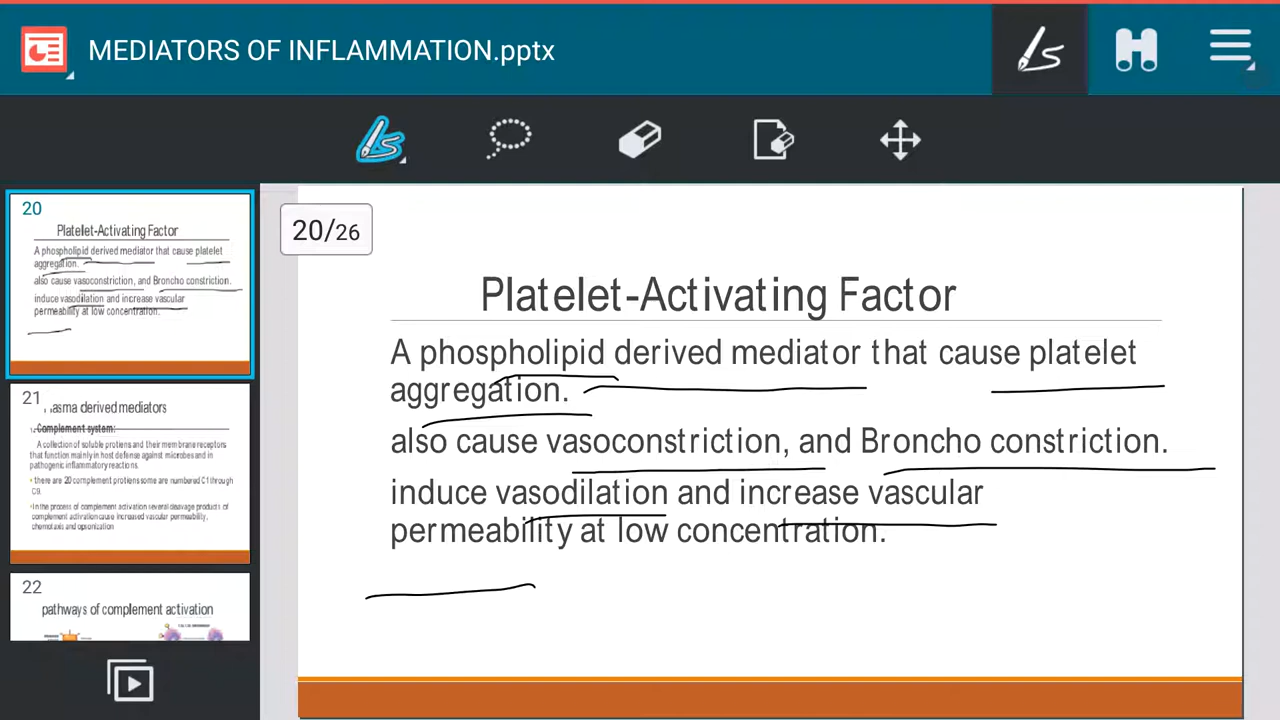 MEDIATORS OF INFLAMMATION.pptx
20
Platelet-Activating Factor
A phospholipid derived mediator that cause platelet
aggregation.
also cause vasoconstriction, and Broncho constriction.
induce vasodilation and increase vascular
permeability at low concentration.
21
asma derived mediators
Complement system:
A collection of soluble protiens and their membrane receptors
that function mainly in host defense against microbes and in
pathogenic inflammatory reactions.
there are 20 complement protiens some are numbered C1 through
C9.
In the process of complement activation several cleavage products of
complement activation cause increased vascular permeability,
chemotaxis and opsonization
22
pathways of complement activation
20/26
Platelet-Activating Factor
A phospholipid derived mediator that cause platelet
aggregation.
also cause vasoconstriction, and Broncho constriction.
induce vasodilation and increase vascular
permeability at low concentration.